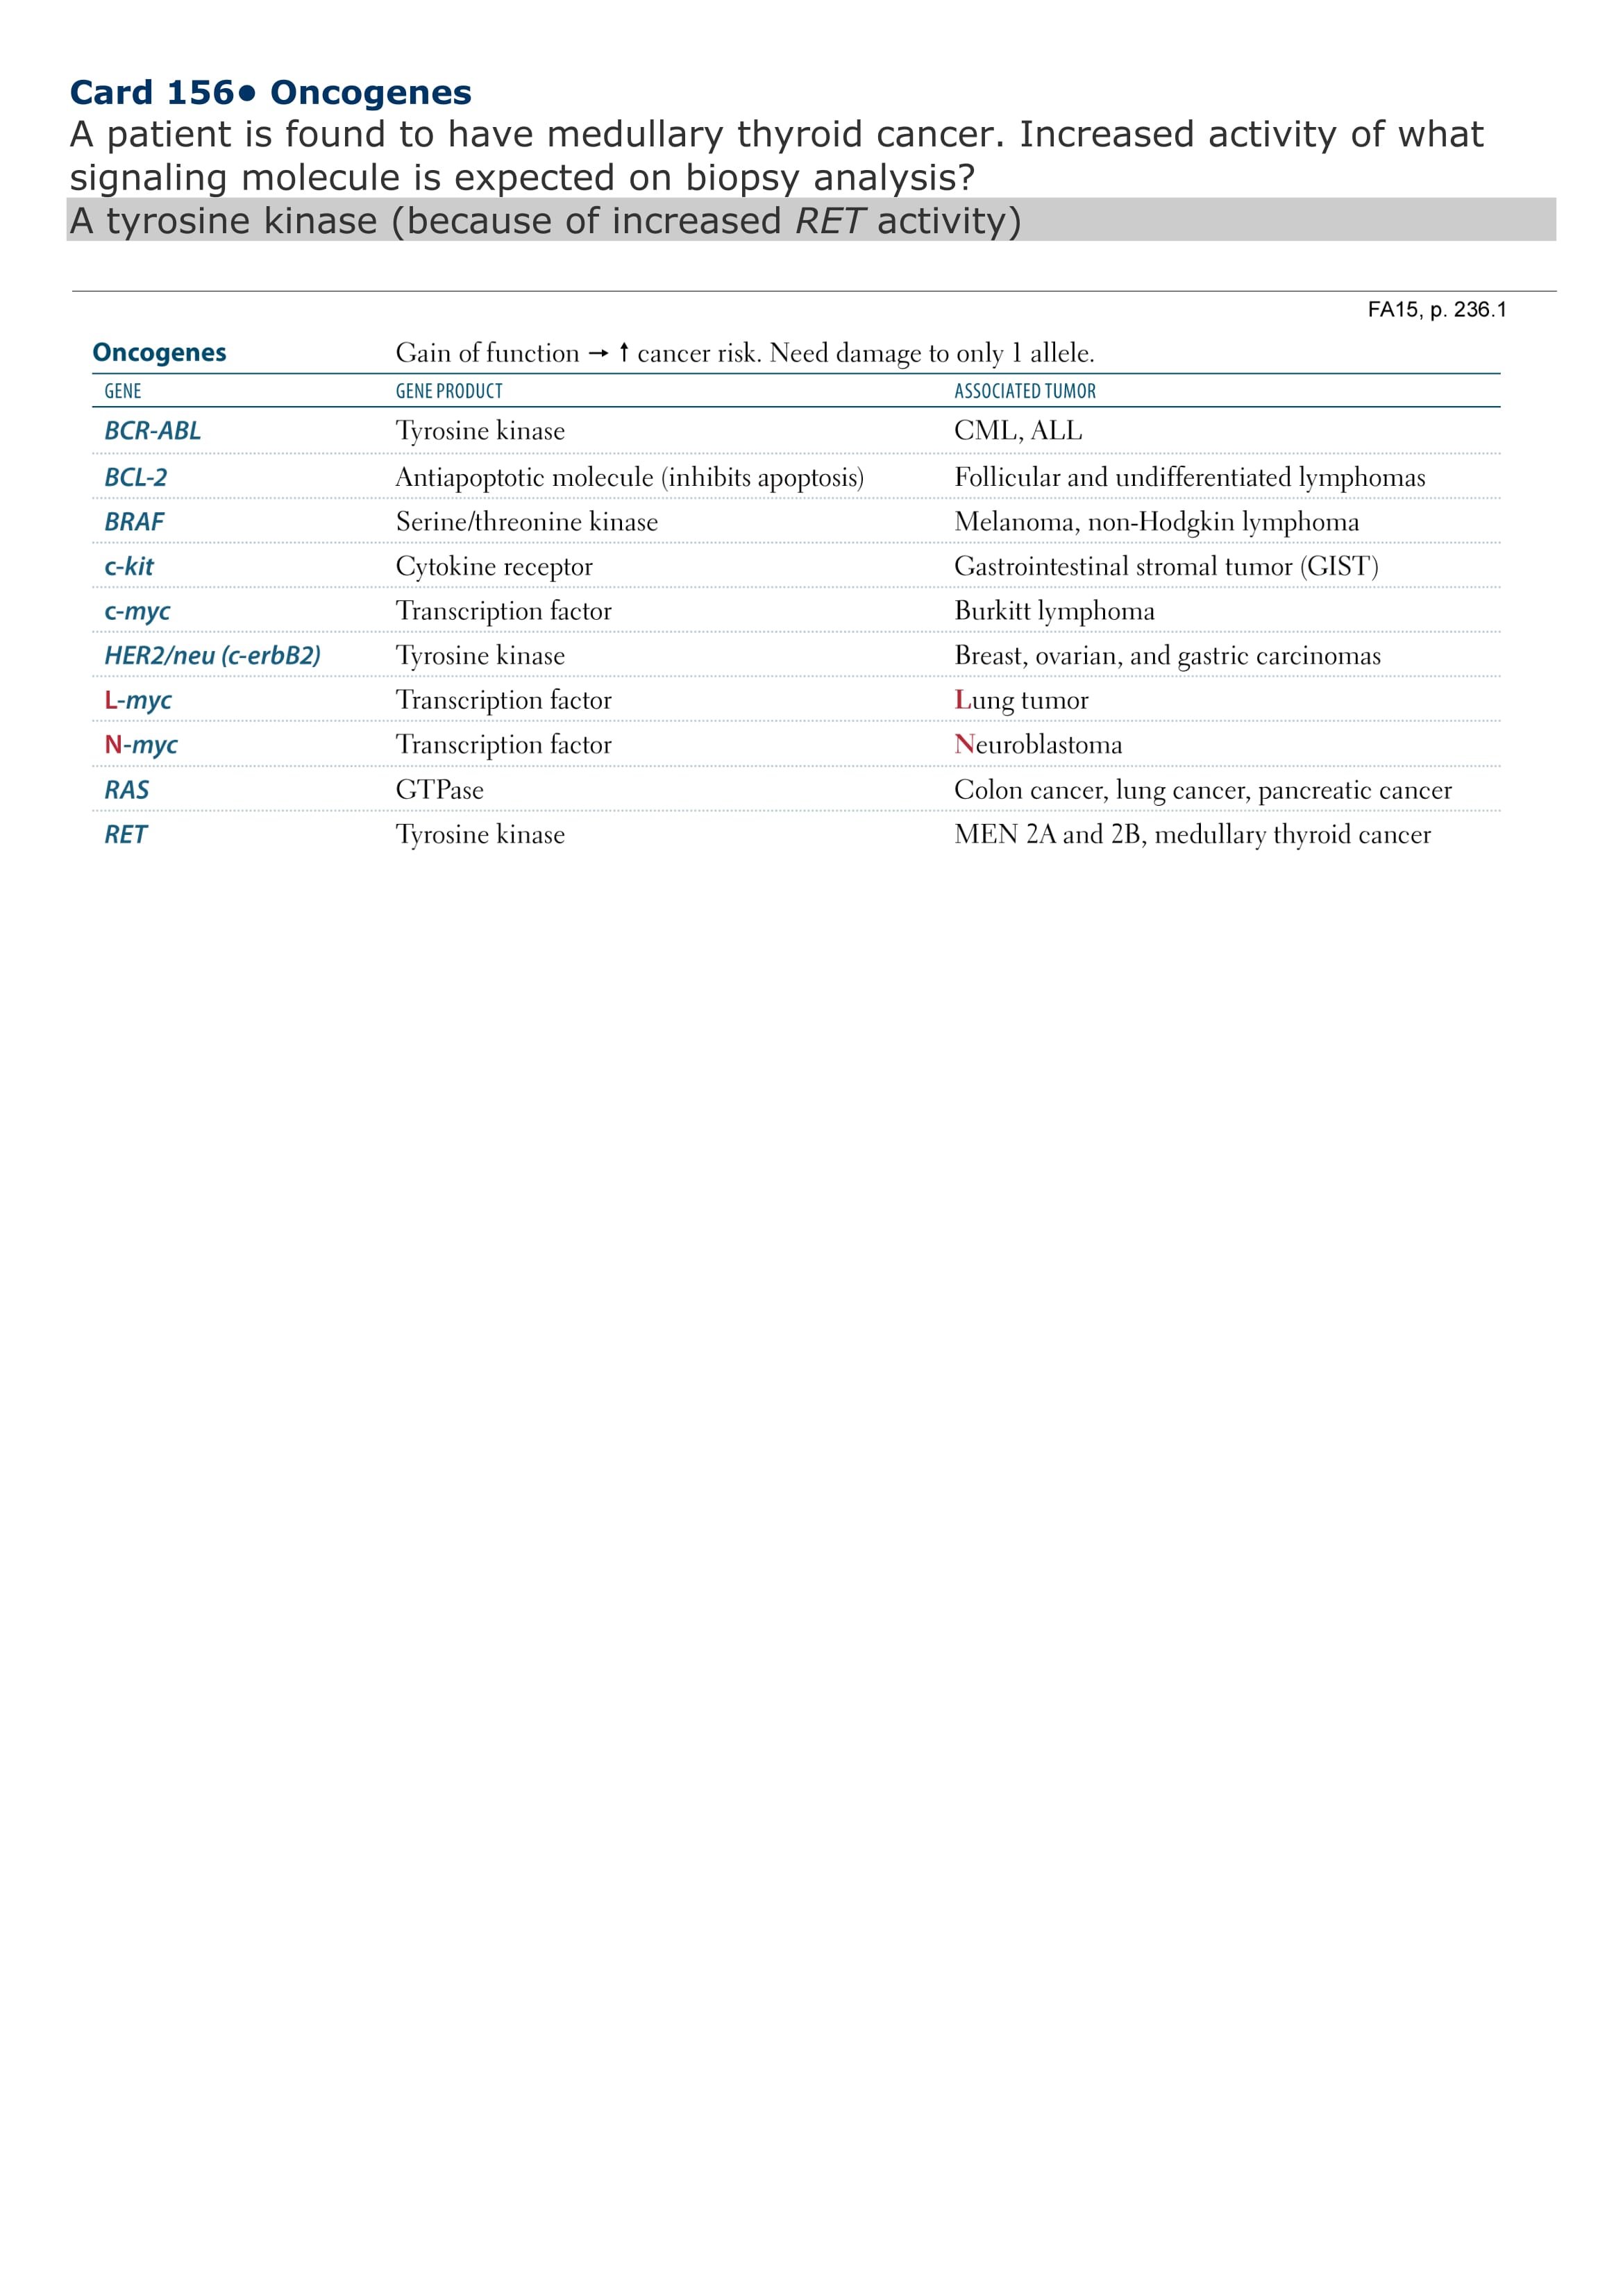 Card 156• Oncogenes
A patient is found to have medullary thyroid cancer. Increased activity of what
signaling molecule is expected on biopsy analysis?
A tyrosine kinase (because of increased RET activity)
FA15, p. 236.1
Oncogenes Gain of function → ↑ cancer risk. Need damage to only 1 allele.
GENE GENE PRODUCT ASSOCIATED TUMOR
BCR-ABL Tyrosine kinase CML, ALL
BCL-2 Antiapoptotic molecule (inhibits apoptosis) Follicular and undifferentiated lymphomas
BRAF Serine/threonine kinase Melanoma, non-Hodgkin lymphoma
c-kit Cytokine receptor Gastrointestinal stromal tumor (GIST)
c-myc Transcription factor Burkitt lymphoma
HER2/neu (c-erbB2) Tyrosine kinase Breast, ovarian, and gastric carcinomas
L-myc Transcription factor Lung tumor
N-myc Transcription factor Neuroblastoma
RAS GTPase Colon cancer, lung cancer, pancreatic cancer
RET Tyrosine kinase MEN 2A and 2B, medullary thyroid cancer